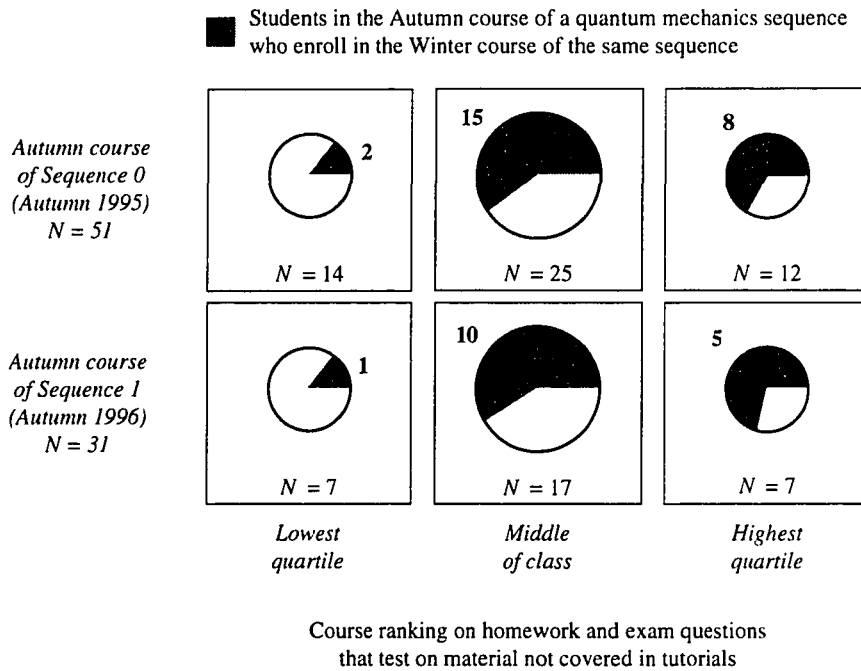 Students in the Autumn course of a quantum mechanics sequence
who enroll in the Winter course of the same sequence
Autumn course
of Sequence 0
(Autumn 1995)
N = 51
2
N = 14
15
N = 25
8
N = 12
Autumn course
of Sequence 1
(Autumn 1996)
N = 31
1
N = 7
10
N = 17
5
N = 7
Lowest
quartile
Middle
of class
Highest
quartile
Course ranking on homework and exam questions
that test on material not covered in tutorials